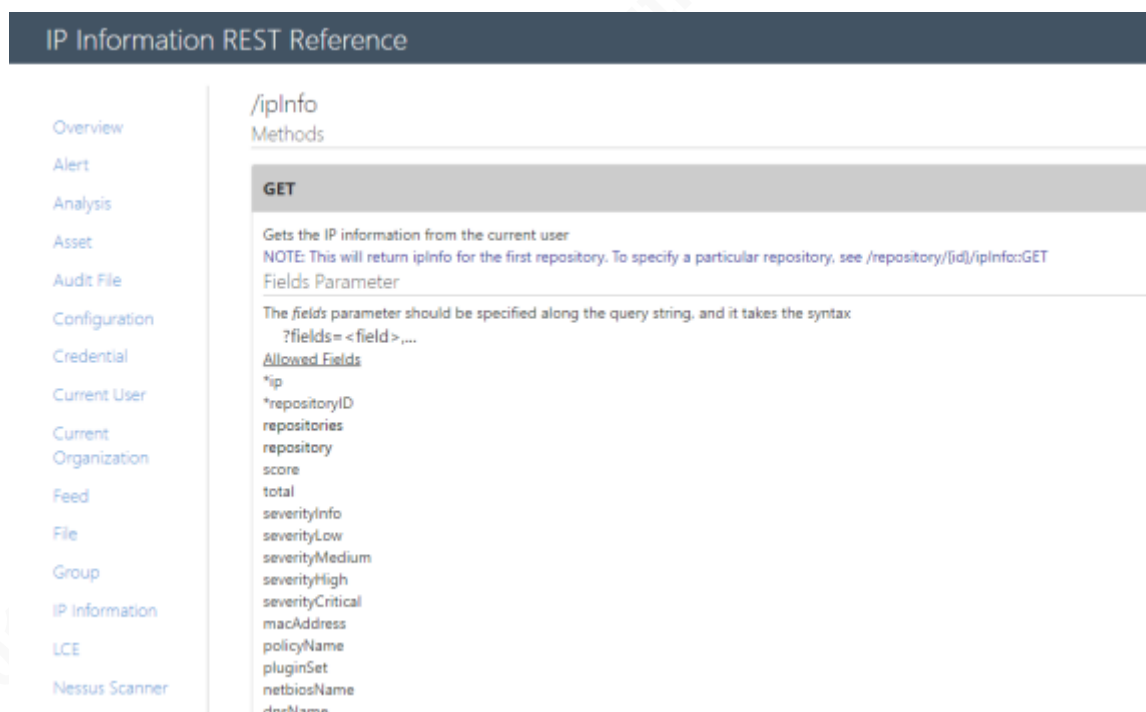 IP Information REST Reference
Overview
Alert
Analysis
Asset
Audit File
Configuration
Credential
Current User
Current
Organization
Feed
File
Group
IP Information
LCE
Nessus Scanner
/ipInfo
Methods
GET
Gets the IP information from the current user
NOTE: This will return ipInfo for the first repository. To specify a particular repository, see /repository/{id}/ipInfo::GET
Fields Parameter
The fields parameter should be specified along the query string, and it takes the syntax
?fields=<field>,...
Allowed Fields
*ip
*repositoryID
repositories
repository
score
total
severityInfo
severityLow
severityMedium
severityHigh
severityCritical
macAddress
policyName
pluginSet
netbiosName
dnsName